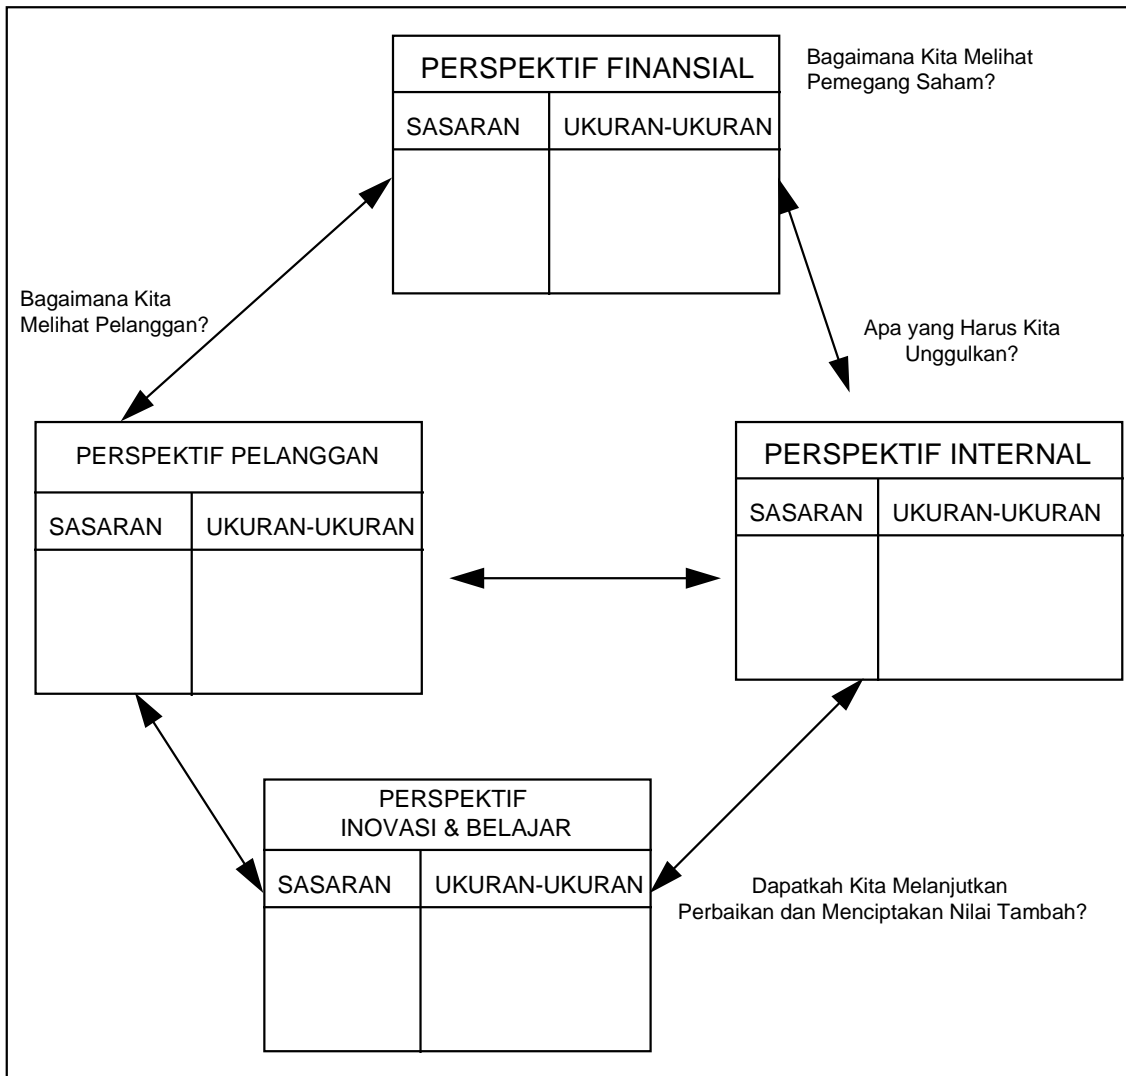 PERSPEKTIF FINANSIAL
SASARAN
UKURAN-UKURAN
Bagaimana Kita Melihat
Pemegang Saham?
Bagaimana Kita
Melihat Pelanggan?
Apa yang Harus Kita
Unggulkan?
PERSPEKTIF PELANGGAN
SASARAN
UKURAN-UKURAN
PERSPEKTIF INTERNAL
SASARAN
UKURAN-UKURAN
PERSPEKTIF
INOVASI & BELAJAR
SASARAN
UKURAN-UKURAN
Dapatkah Kita Melanjutkan
Perbaikan dan Menciptakan Nilai Tambah?